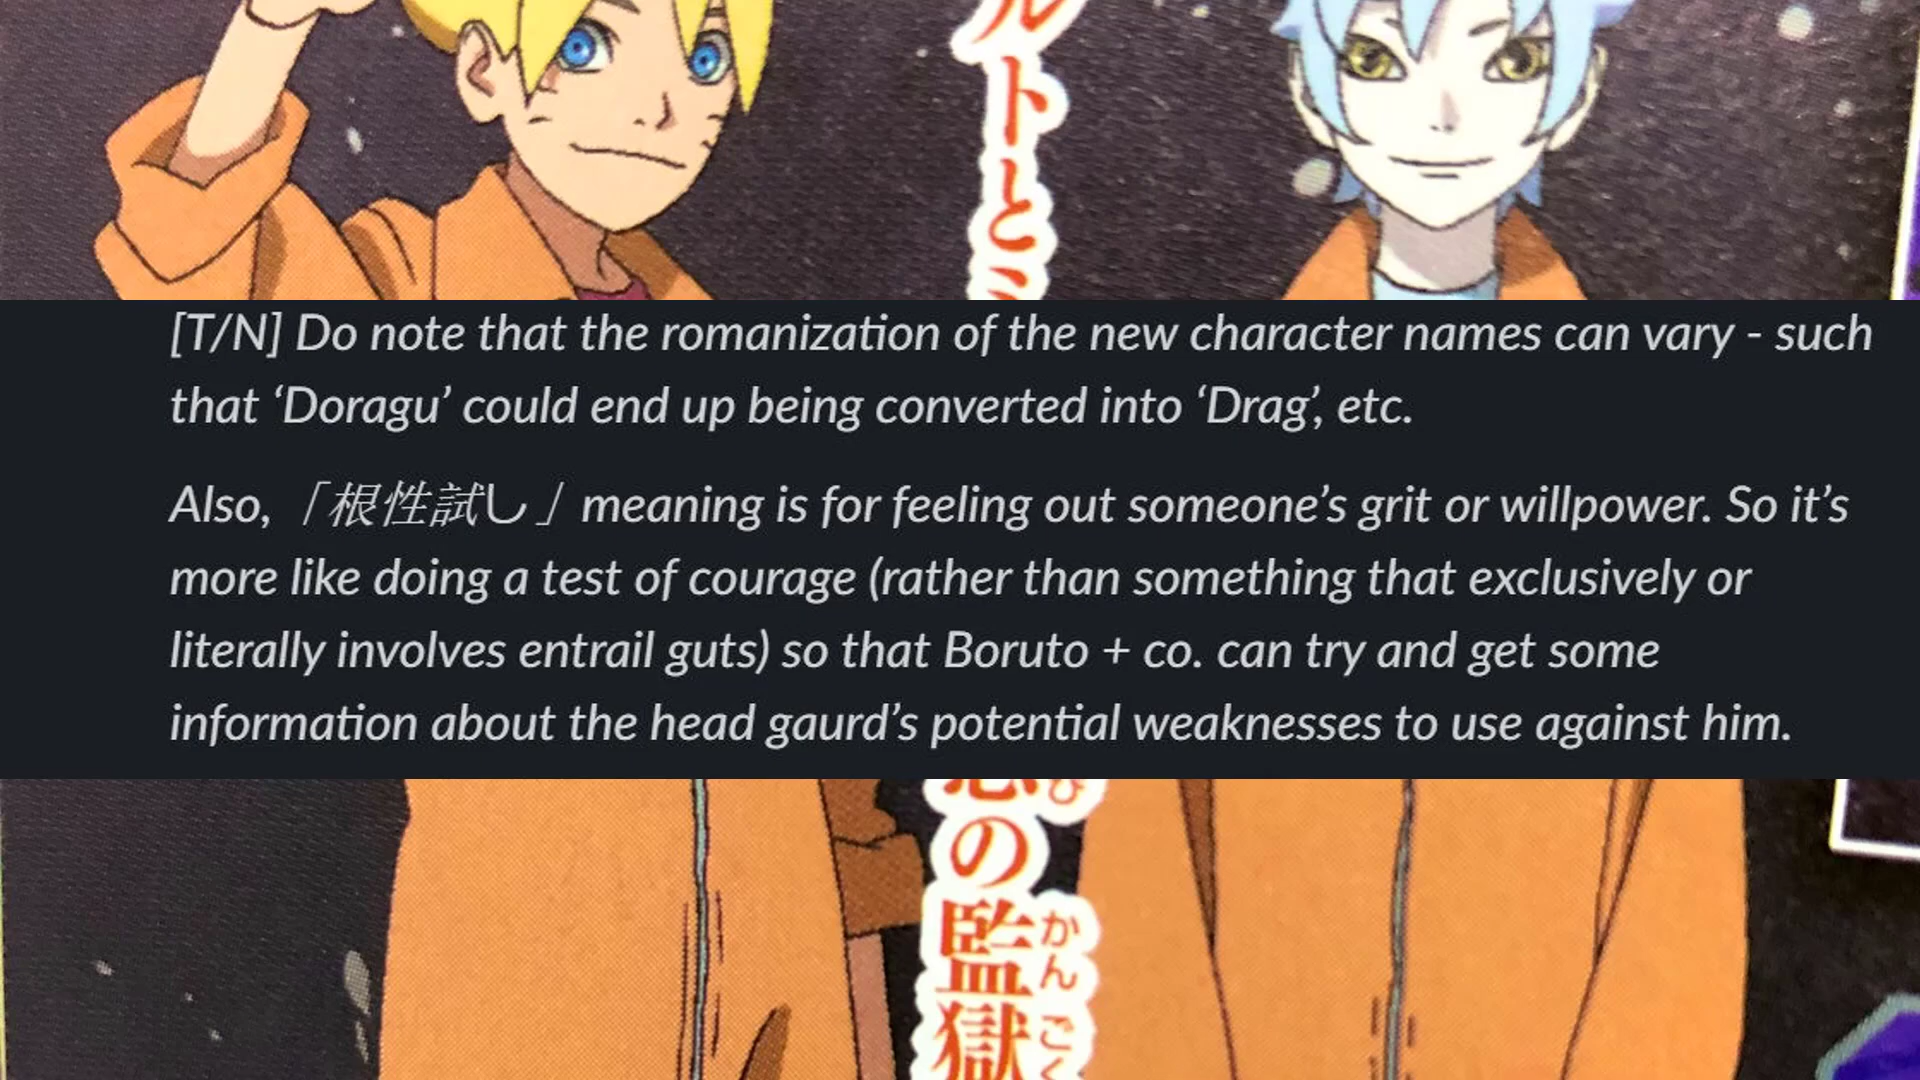 ルトとミ
[T/N] Do note that the romanization of the new character names can vary - such
that ‘Doragu’ could end up being converted into ‘Drag’, etc.
Also, 「根性試し」 meaning is for feeling out someone’s grit or willpower. So it’s
more like doing a test of courage (rather than something that exclusively or
literally involves entrail guts) so that Boruto + co. can try and get some
information about the head gaurd’s potential weaknesses to use against him.
の監獄
かんごく